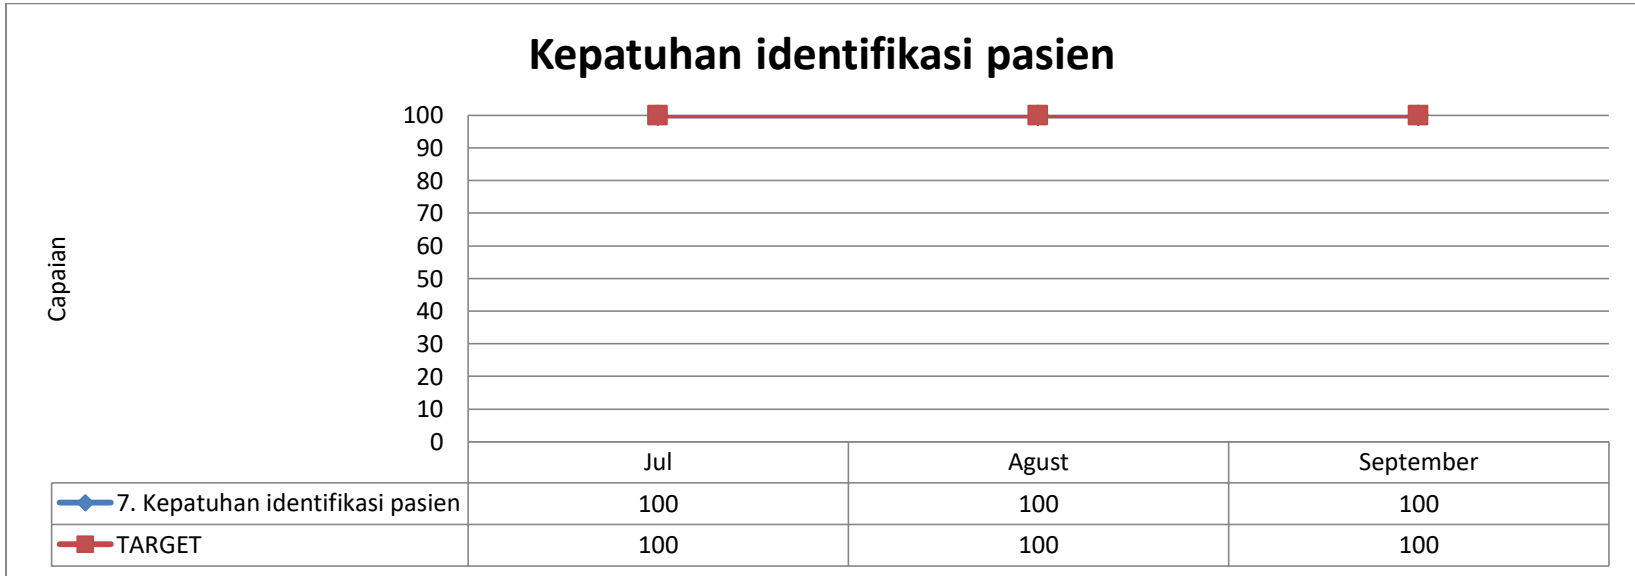 Kepatuhan identifikasi pasien
Capaian
100
90
80
70
60
50
40
30
20
10
0
Jul Agust September
7. Kepatuhan identifikasi pasien 100 100 100
TARGET 100 100 100